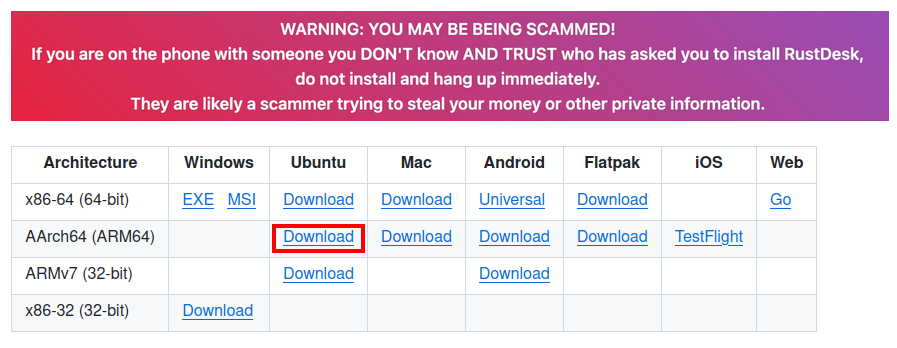 WARNING: YOU MAY BE BEING SCAMMED!
If you are on the phone with someone you DON'T know AND TRUST who has asked you to install RustDesk,
do not install and hang up immediately.
They are likely a scammer trying to steal your money or other private information.
Architecture Windows Ubuntu Mac Android Flatpak iOS Web
x86-64 (64-bit) EXE MSI Download Download Universal Download Go
AArch64 (ARM64) Download Download Download Download TestFlight
ARMv7 (32-bit) Download Download
x86-32 (32-bit) Download